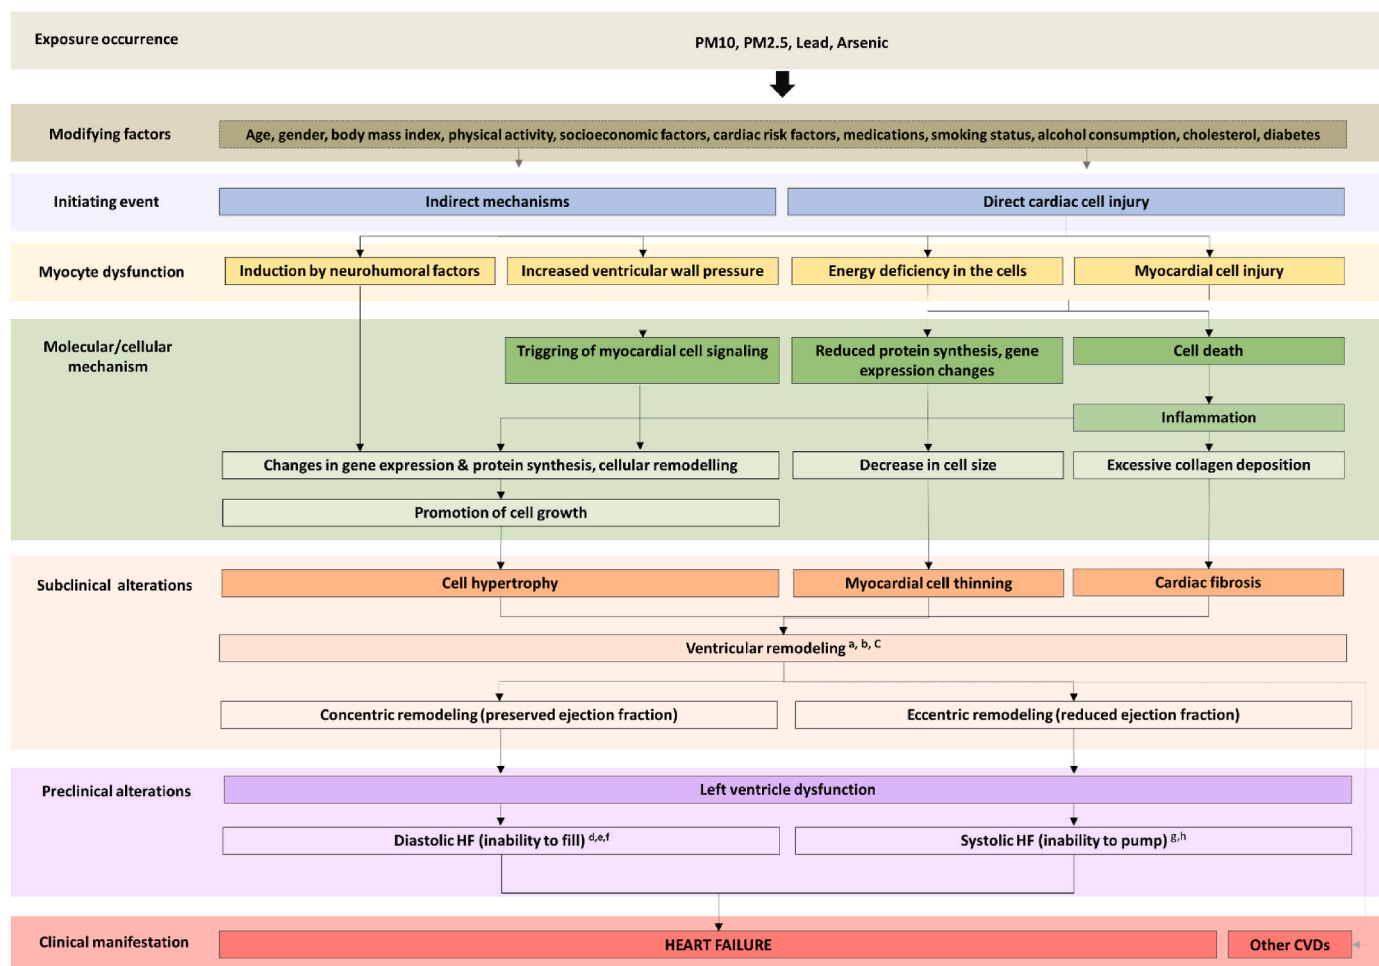 Exposure occurrence
PM10, PM2.5, Lead, Arsenic
Modifying factors
Age, gender, body mass index, physical activity, socioeconomic factors, cardiac risk factors, medications, smoking status, alcohol consumption, cholesterol, diabetes
Initiating event
Indirect mechanisms
Direct cardiac cell injury
Myocyte dysfunction
Induction by neurohumoral factors
Increased ventricular wall pressure
Energy deficiency in the cells
Myocardial cell injury
Molecular/cellular
mechanism
Triggring of myocardial cell signaling
Reduced protein synthesis, gene
expression changes
Cell death
Inflammation
Changes in gene expression & protein synthesis, cellular remodelling
Decrease in cell size
Excessive collagen deposition
Promotion of cell growth
Subclinical alterations
Cell hypertrophy
Myocardial cell thinning
Cardiac fibrosis
Ventricular remodeling a, b, C
Concentric remodeling (preserved ejection fraction)
Eccentric remodeling (reduced ejection fraction)
Preclinical alterations
Left ventricle dysfunction
Diastolic HF (inability to fill) d,e,f
Systolic HF (inability to pump) g,h
Clinical manifestation
HEART FAILURE
Other CVDs